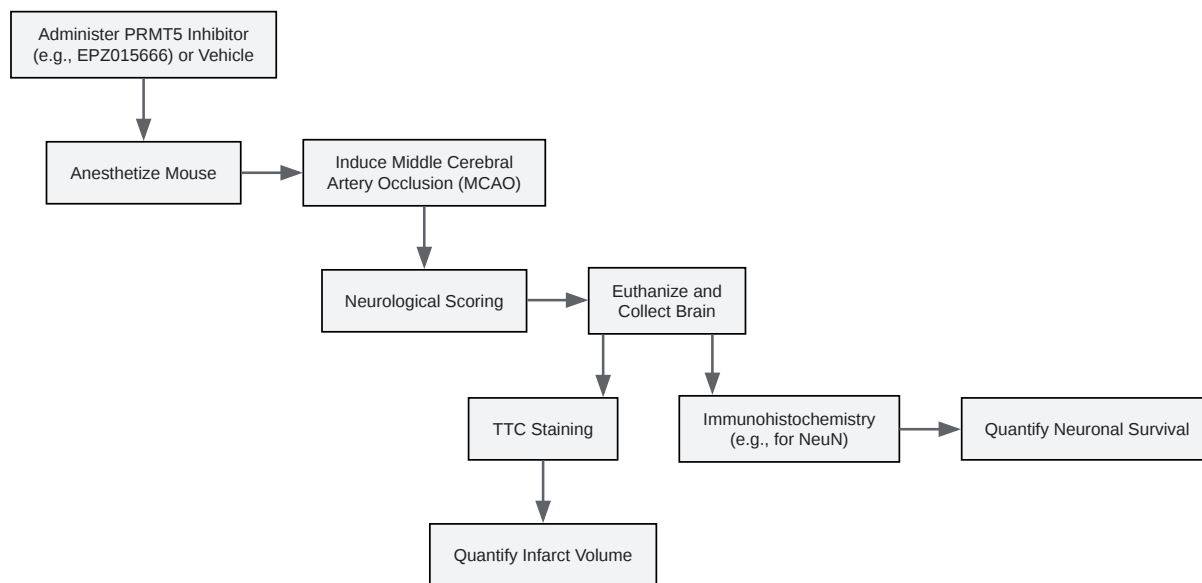 Administer PRMT5 Inhibitor
(e.g., EPZ015666) or Vehicle
Anesthetize Mouse
Induce Middle Cerebral
Artery Occlusion (MCAO)
Neurological Scoring
Euthanize and
Collect Brain
TTC Staining
Immunohistochemistry
(e.g., for NeuN)
Quantify Neuronal Survival
Quantify Infarct Volume